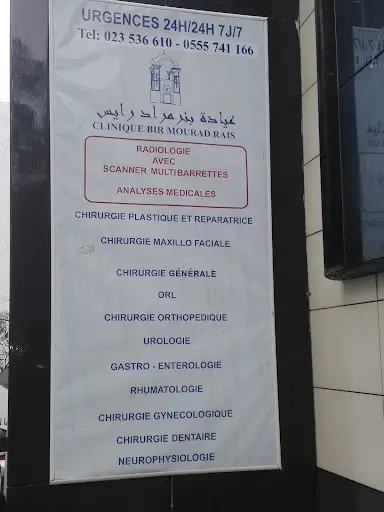 URGENCES 24H/24H 7J/7
Tel: 023 536 610 - 0555 741 166
عيادة بئر مراد رايس
CLINIQUE BIR MOURAD RAIS
RADIOLOGIE
AVEC
SCANNER MULTIBARRETTES
ANALYSES MEDICALES
CHIRURGIE PLASTIQUE ET REPARATRICE
CHIRURGIE MAXILLO FACIALE
CHIRURGIE GÉNÉRALE
ORL
CHIRURGIE ORTHOPEDIQUE
UROLOGIE
GASTRO - ENTEROLOGIE
RHUMATOLOGIE
CHIRURGIE GYNECOLOGIQUE
CHIRURGIE DENTAIRE
NEUROPHYSIOLOGIE